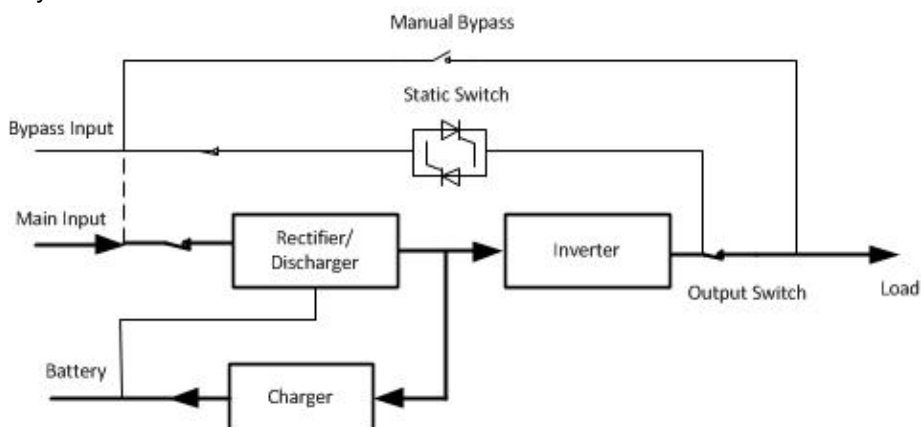 Manual Bypass
Static Switch
Bypass Input
Main Input
Rectifier/
Discharger
Inverter
Output Switch
Load
Battery
Charger